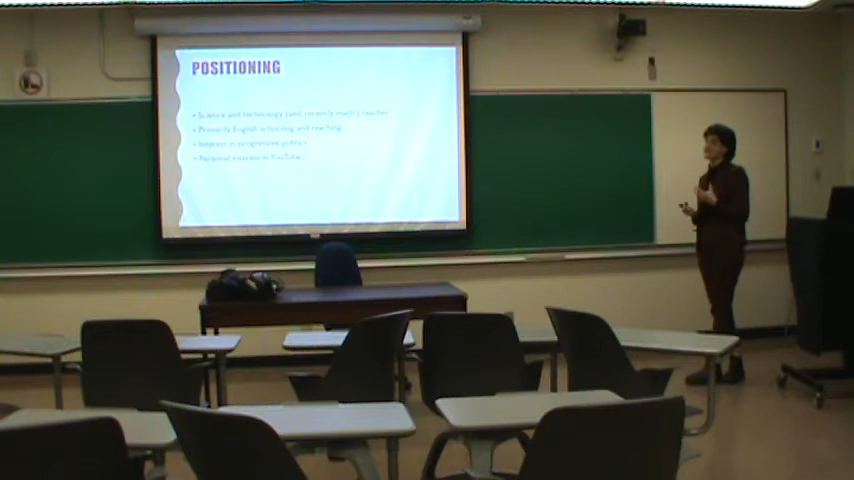 POSITIONING
• Science and technology (and, recently, math!) teacher
• Primarily English schooling and teaching
• Interest in progressive politics
• Personal interest in YouTube